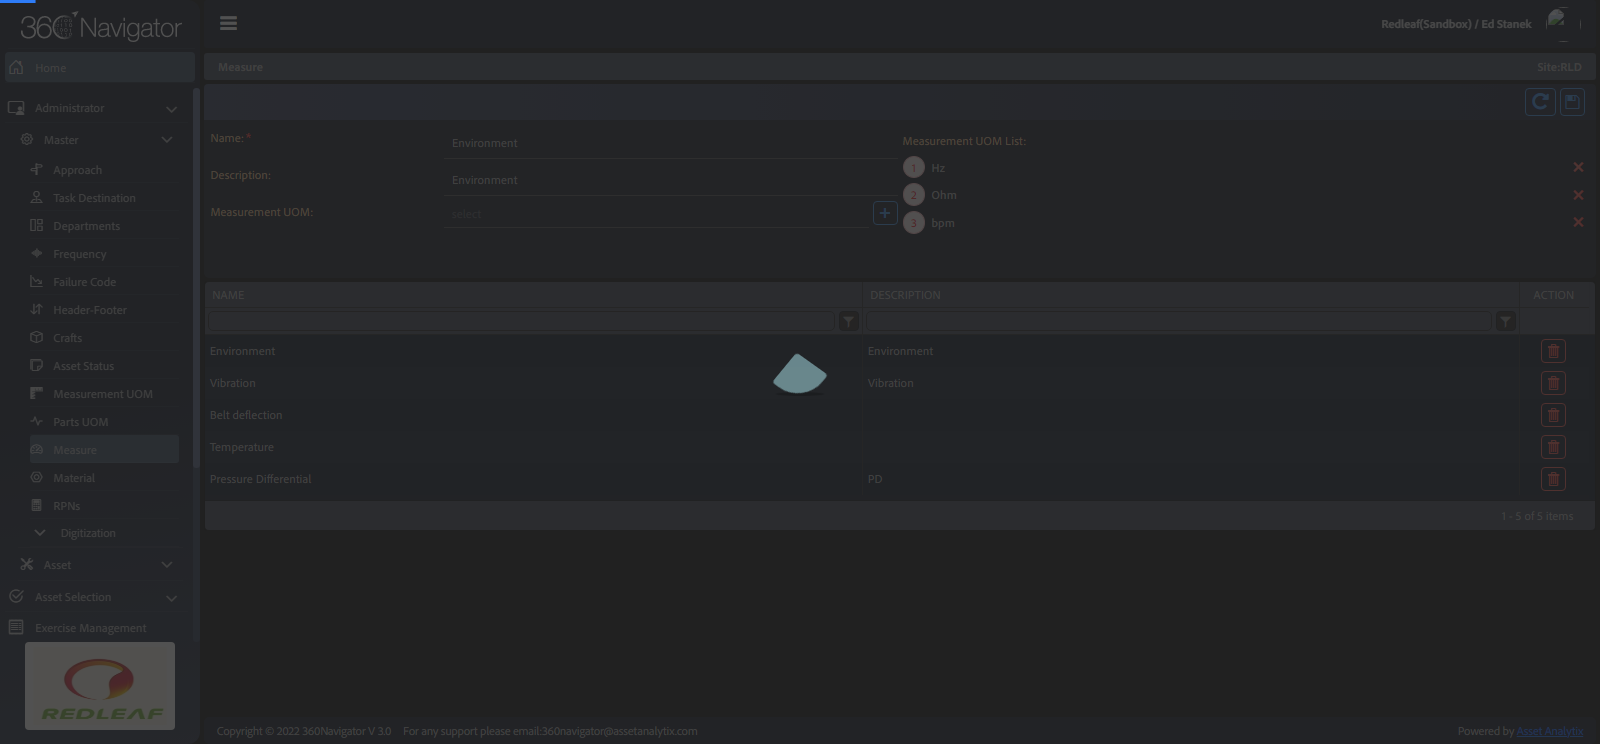 360 Navigator
Redleaf(Sandbox) / Ed Stanek
Home
Measure
Site:RLD
Administrator
Master
Approach
Task Destination
Departments
Frequency
Failure Code
Header-Footer
Crafts
Asset Status
Measurement UOM
Parts UOM
Measure
Material
RPNs
Digitization
Asset
Asset Selection
Exercise Management
REDLEAF
Name: *
Environment
Description:
Environment
Measurement UOM:
select
Measurement UOM List:
1 Hz
2 Ohm
3 bpm
NAME DESCRIPTION ACTION
Environment Environment
Vibration Vibration
Belt deflection
Temperature
Pressure Differential PD
1 - 5 of 5 items
Copyright © 2022 360Navigator V 3.0 For any support please email:360navigator@assetanalytix.com
Powered by Asset Analytix